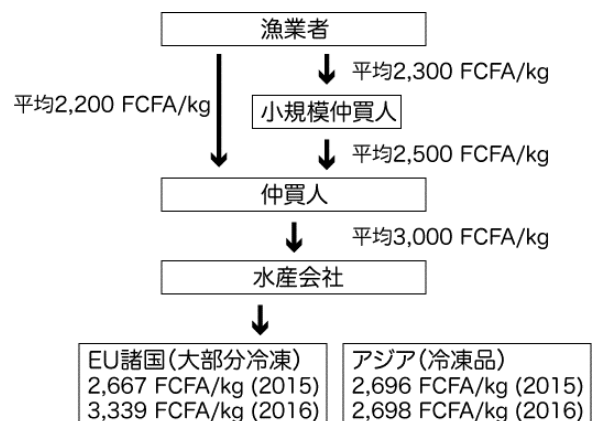 漁業者
平均2,300 FCFA/kg
平均2,200 FCFA/kg
小規模仲買人
平均2,500 FCFA/kg
仲買人
平均3,000 FCFA/kg
水産会社
EU諸国(大部分冷凍)
2,667 FCFA/kg (2015)
3,339 FCFA/kg (2016)
アジア(冷凍品)
2,696 FCFA/kg (2015)
2,698 FCFA/kg (2016)